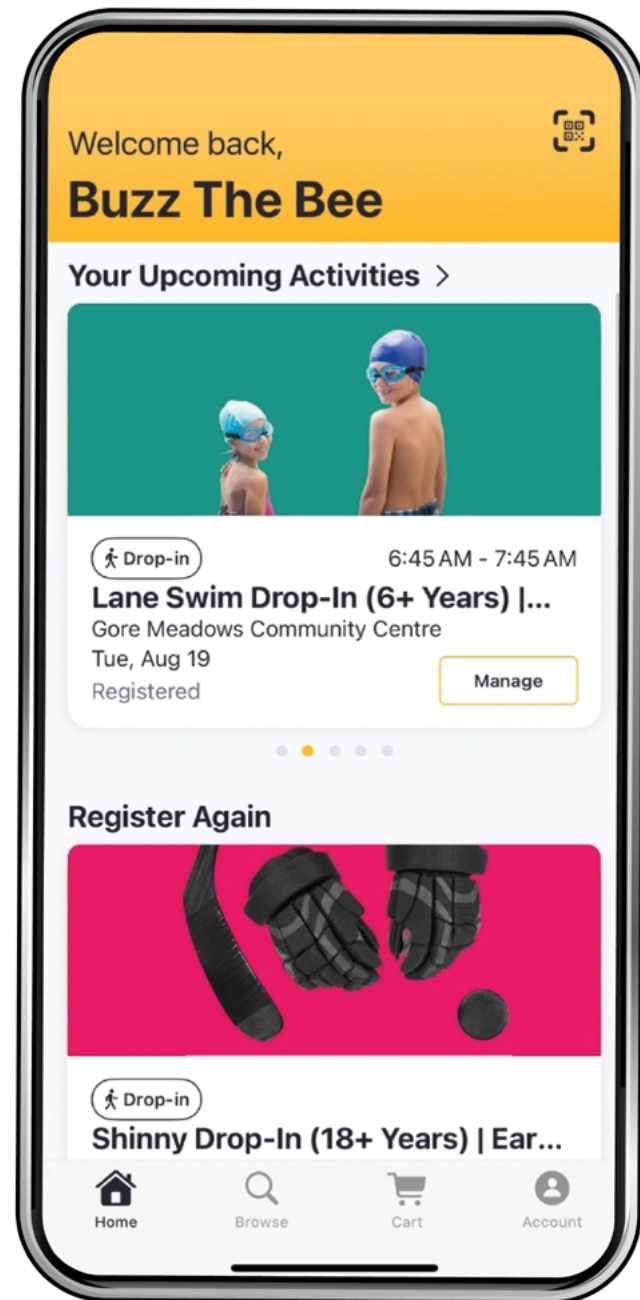 Welcome back,
Buzz The Bee
Your Upcoming Activities
Drop-in
6:45 AM - 7:45 AM
Lane Swim Drop-In (6+ Years) |...
Gore Meadows Community Centre
Tue, Aug 19
Registered
Manage
Register Again
Drop-in
Shinny Drop-In (18+ Years) | Ear...
Home
Browse
Cart
Account